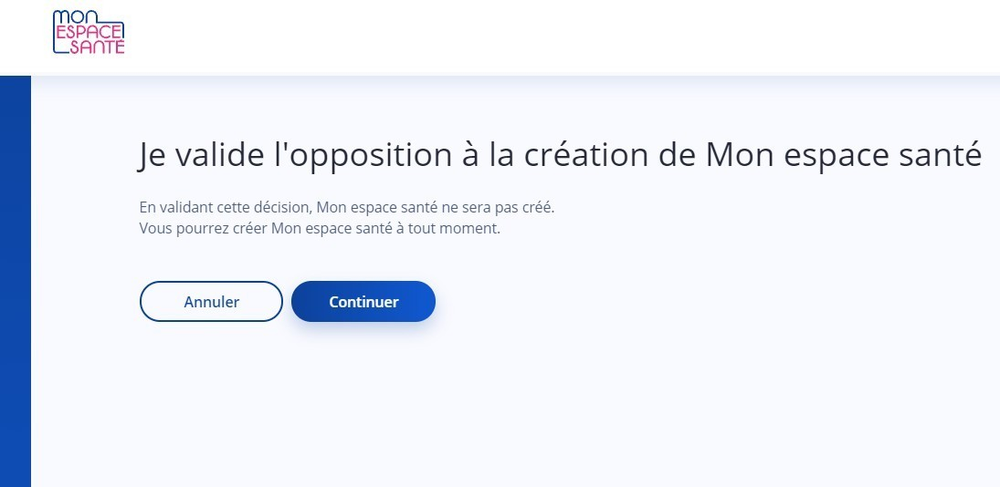 mon
ESPACE
SANTÉ
Je valide l'opposition à la création de Mon espace santé
En validant cette décision, Mon espace santé ne sera pas créé.
Vous pourrez créer Mon espace santé à tout moment.
Annuler
Continuer